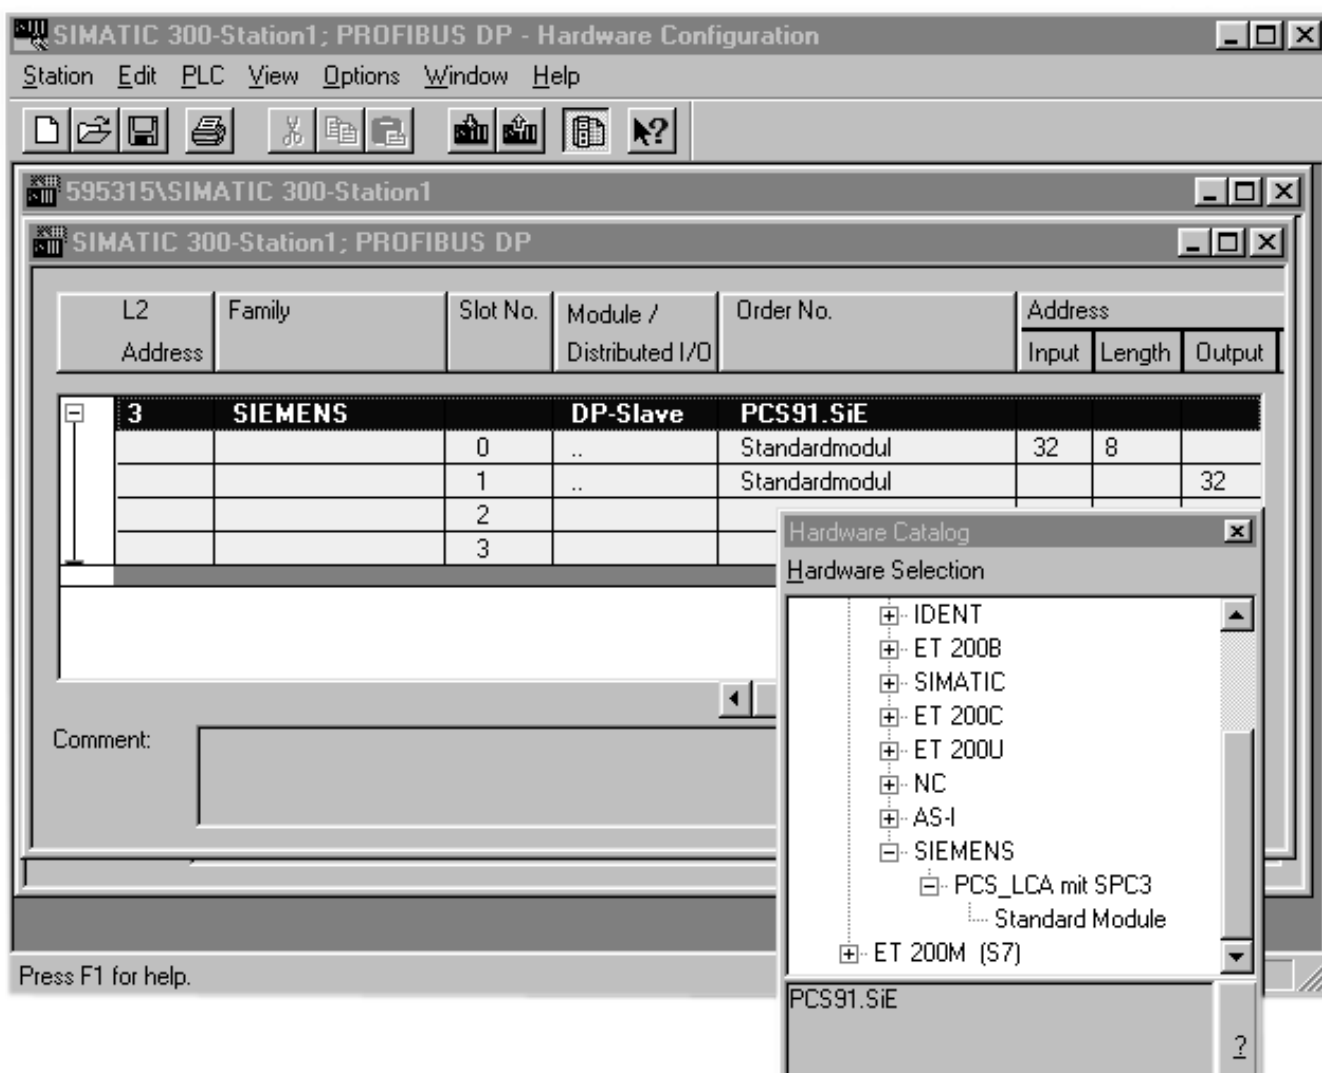 SIMATIC 300-Station1; PROFIBUS DP - Hardware Configuration
Station Edit PLC View Options Window Help
595315\SIMATIC 300-Station1
SIMATIC 300-Station1; PROFIBUS DP
L2 Family Slot No. Module / Order No. Address
Address Distributed I/O Input Length Output
3 SIEMENS DP-Slave PCS91.SiE
0 .. Standardmodul 32 8
1 .. Standardmodul 32
2
3
Hardware Catalog
Hardware Selection
IDENT
ET 200B
SIMATIC
ET 200C
ET 200U
NC
AS-I
SIEMENS
PCS_LCA mit SPC3
Standard Module
ET 200M (S7)
PCS91.SiE
?
Comment:
Press F1 for help.